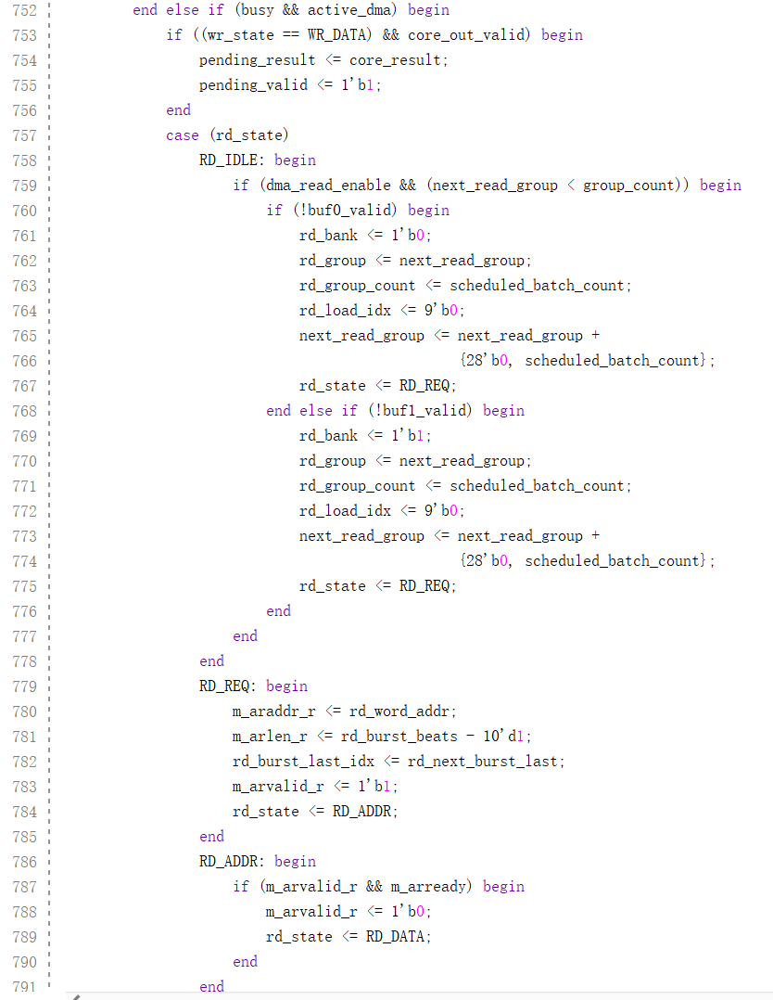 752 end else if (busy && active_dma) begin
753 if ((wr_state == WR_DATA) && core_out_valid) begin
754 pending_result <= core_result;
755 pending_valid <= 1'b1;
756 end
757 case (rd_state)
758 RD_IDLE: begin
759 if (dma_read_enable && (next_read_group < group_count)) begin
760 if (!buf0_valid) begin
761 rd_bank <= 1'b0;
762 rd_group <= next_read_group;
763 rd_group_count <= scheduled_batch_count;
764 rd_load_idx <= 9'b0;
765 next_read_group <= next_read_group +
766 {28'b0, scheduled_batch_count};
767 rd_state <= RD_REQ;
768 end else if (!buf1_valid) begin
769 rd_bank <= 1'b1;
770 rd_group <= next_read_group;
771 rd_group_count <= scheduled_batch_count;
772 rd_load_idx <= 9'b0;
773 next_read_group <= next_read_group +
774 {28'b0, scheduled_batch_count};
775 rd_state <= RD_REQ;
776 end
777 end
778 end
779 RD_REQ: begin
780 m_araddr_r <= rd_word_addr;
781 m_arlen_r <= rd_burst_beats - 10'd1;
782 rd_burst_last_idx <= rd_next_burst_last;
783 m_arvalid_r <= 1'b1;
784 rd_state <= RD_ADDR;
785 end
786 RD_ADDR: begin
787 if (m_arvalid_r && m_arready) begin
788 m_arvalid_r <= 1'b0;
789 rd_state <= RD_DATA;
790 end
791 end